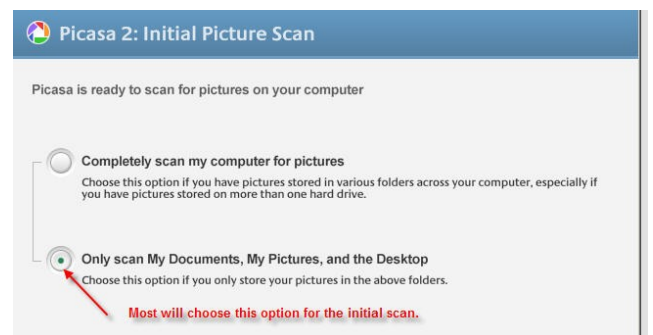 Picasa 2: Initial Picture Scan
Picasa is ready to scan for pictures on your computer
Completely scan my computer for pictures
Choose this option if you have pictures stored in various folders across your computer, especially if
you have pictures stored on more than one hard drive.
Only scan My Documents, My Pictures, and the Desktop
Choose this option if you only store your pictures in the above folders.
Most will choose this option for the initial scan.